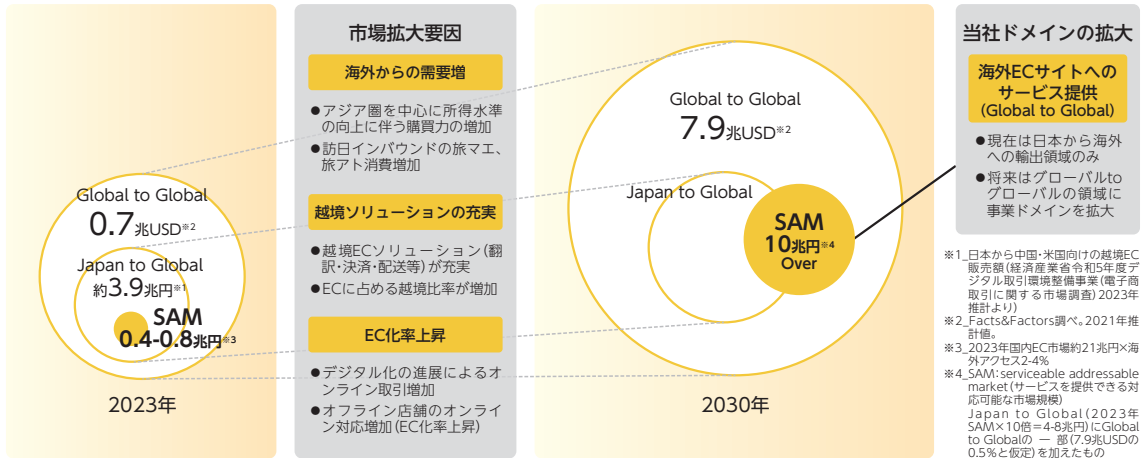 Global to Global
0.7兆USD※2
Japan to Global
約3.9兆円※1
SAM
0.4-0.8兆円※3
2023年
市場拡大要因
海外からの需要増
●アジア圏を中心に所得水準
の向上に伴う購買力の増加
●訪日インバウンドの旅マエ、
旅アト消費増加
越境ソリューションの充実
●越境ECソリューション(翻
訳・決済・配送等)が充実
●ECに占める越境比率が増加
EC化率上昇
●デジタル化の進展によるオ
ンライン取引増加
●オフライン店舗のオンライ
ン対応増加(EC化率上昇)
Global to Global
7.9兆USD※2
Japan to Global
SAM
10兆円※4
Over
2030年
当社ドメインの拡大
海外ECサイトへの
サービス提供
(Global to Global)
●現在は日本から海外
への輸出領域のみ
●将来はグローバルto
グローバルの領域に
事業ドメインを拡大
※1_日本から中国・米国向けの越境EC
販売額(経済産業省令和5年度デ
ジタル取引環境整備事業(電子商
取引に関する市場調査)2023年
推計より)
※2_Facts&Factors調べ。2021年推
計値。
※3_2023年国内EC市場約21兆円×海
外アクセス2-4%
※4_SAM:serviceable addressable
market(サービスを提供できる対
応可能な市場規模)
Japan to Global(2023年
SAM×10倍=4-8兆円)にGlobal
to Globalの一部(7.9兆USDの
0.5%と仮定)を加えたもの